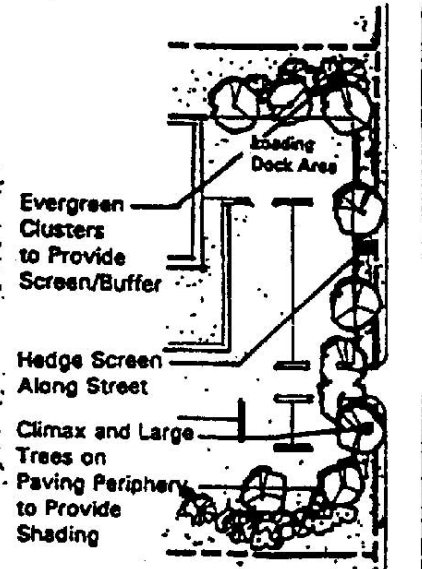 Loading
Dock Area
Evergreen
Clusters
to Provide
Screen/Buffer
Hedge Screen
Along Street
Climax and Large
Trees on
Paving Periphery
to Provide
Shading